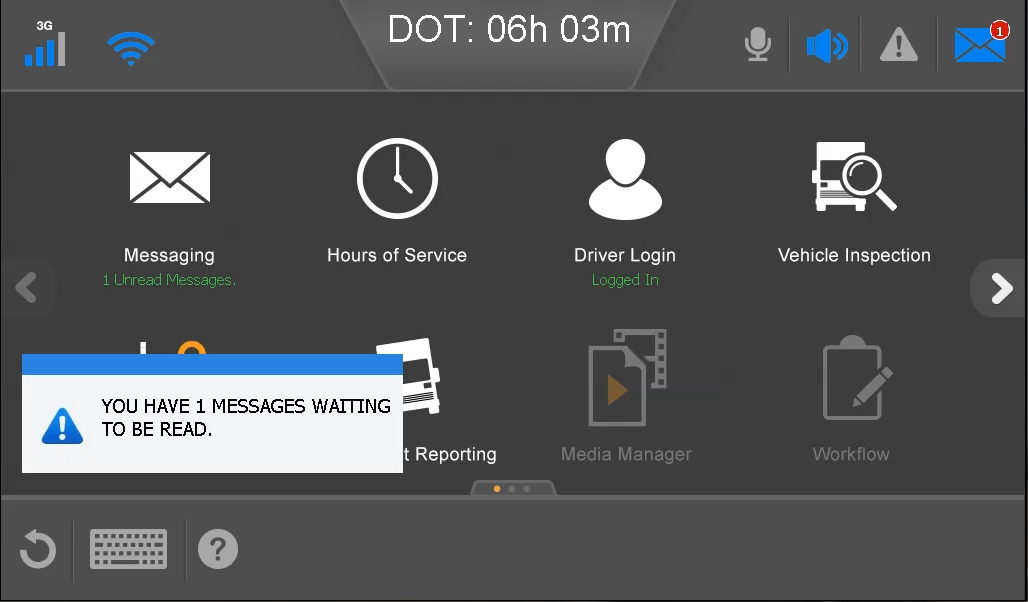 3G
DOT: 06h 03m
1
Messaging
1 Unread Messages.
Hours of Service
Driver Login
Logged In
Vehicle Inspection
YOU HAVE 1 MESSAGES WAITING
TO BE READ.
t Reporting
Media Manager
Workflow
?